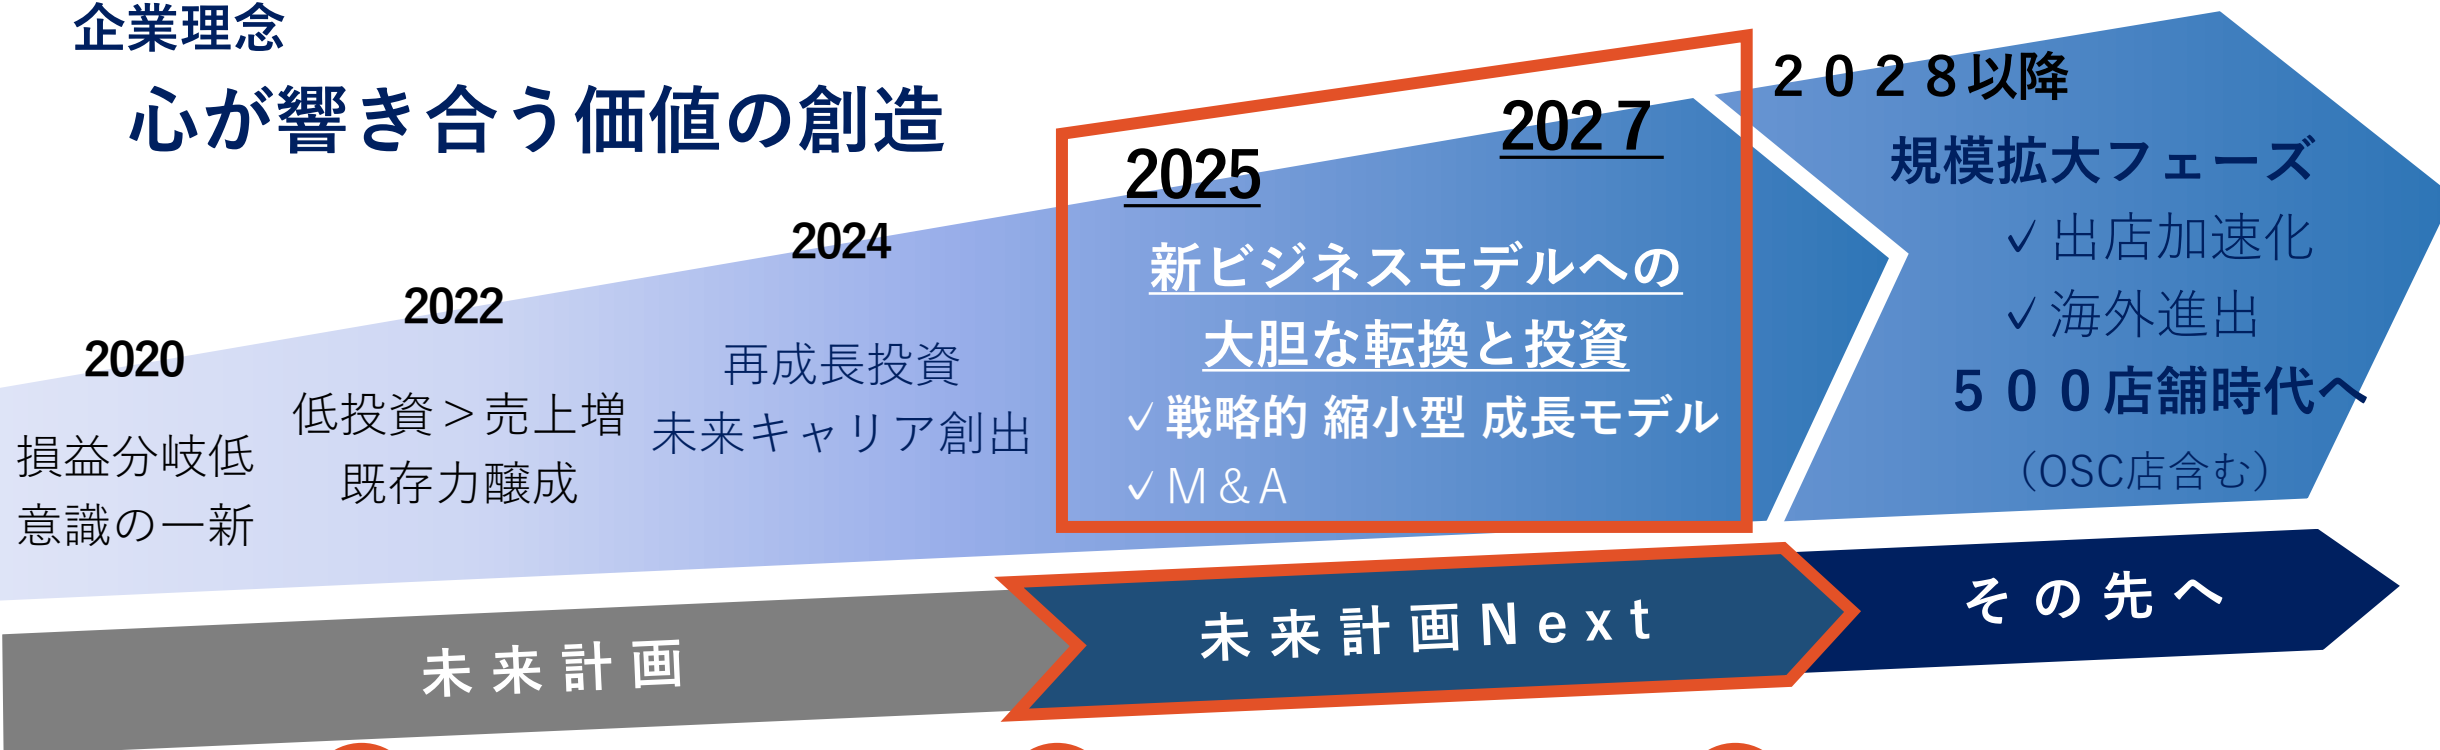 企業理念
心が響き合う価値の創造
2020
損益分岐低
意識の一新
2022
低投資＞売上増
既存力醸成
2024
再成長投資
未来キャリア創出
2025
202７
新ビジネスモデルへの
大胆な転換と投資
✓戦略的 縮小型 成長モデル
✓Ｍ＆Ａ
２０２８以降
規模拡大フェーズ
✓出店加速化
✓海外進出
５００店舗時代へ
（OSC店含む）
未来計画
未来計画Ｎｅｘｔ
その先へ